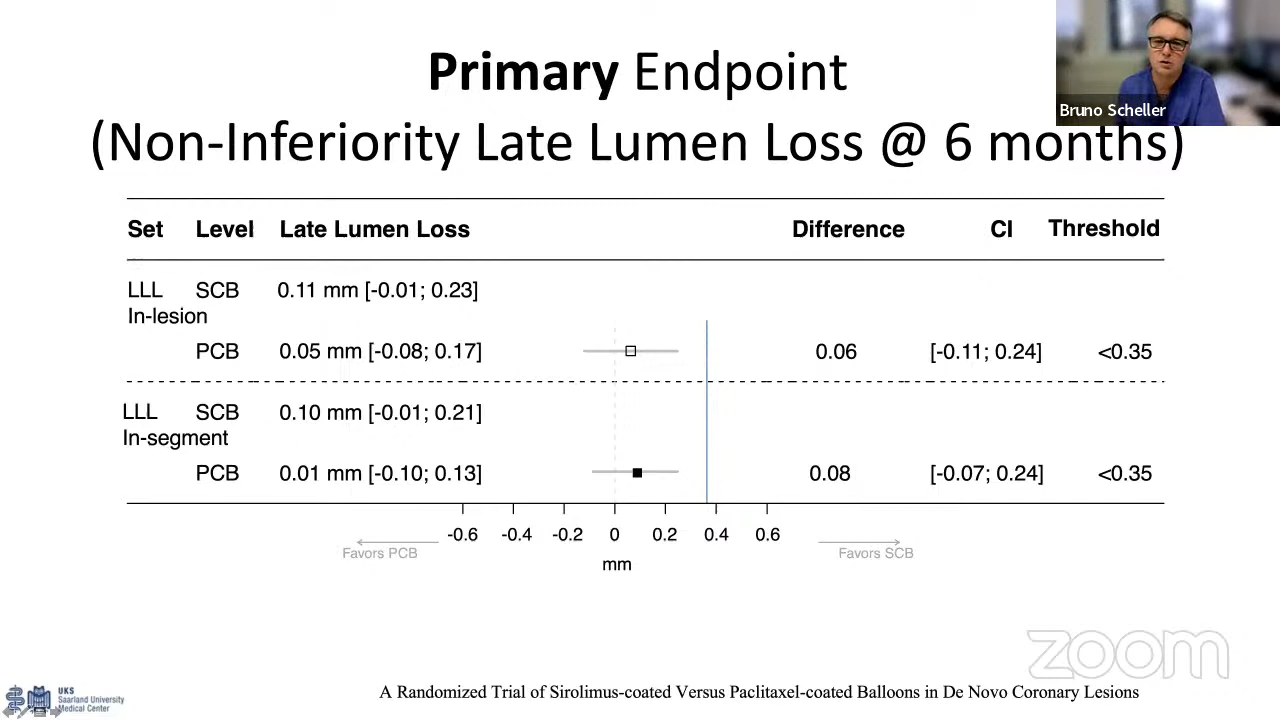 Primary Endpoint
(Non-Inferiority Late Lumen Loss @ 6 months)
Bruno Scheller
Set Level Late Lumen Loss Difference CI Threshold
LLL SCB 0.11 mm [-0.01; 0.23]
In-lesion
PCB 0.05 mm [-0.08; 0.17] 0.06 [-0.11; 0.24] <0.35
LLL SCB 0.10 mm [-0.01; 0.21]
In-segment
PCB 0.01 mm [-0.10; 0.13] 0.08 [-0.07; 0.24] <0.35
-0.6 -0.4 -0.2 0 0.2 0.4 0.6
Favors PCB Favors SCB
mm
zoom
UKS
Saarland University
Medical Center
A Randomized Trial of Sirolimus-coated Versus Paclitaxel-coated Balloons in De Novo Coronary Lesions